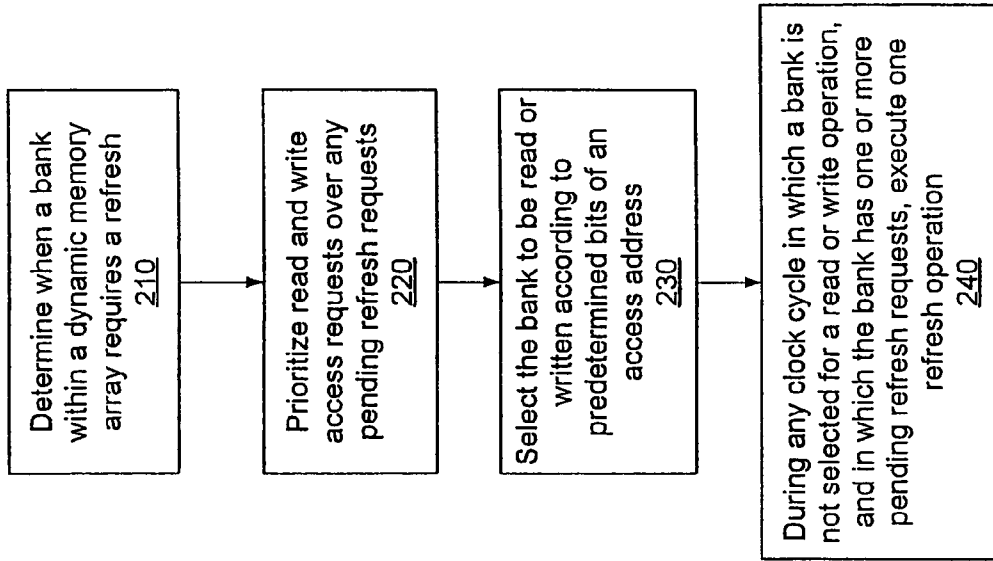 Determine when a bank
within a dynamic memory
array requires a refresh
210
Prioritize read and write
access requests over any
pending refresh requests
220
Select the bank to be read or
written according to
predetermined bits of an
access address
230
During any clock cycle in which a bank is
not selected for a read or write operation,
and in which the bank has one or more
pending refresh requests, execute one
refresh operation
240